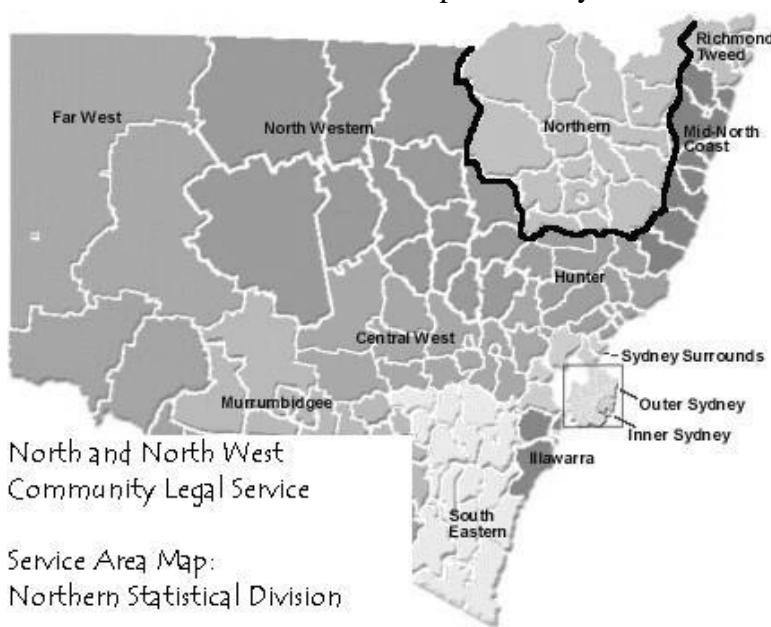 Richmond
Tweed
Far West
North Western
Northern
Mid-North
Coast
Hunter
Central West
Sydney Surrounds
Murrumbidgee
Outer Sydney
Inner Sydney
Illawarra
South
Eastern
North and North West
Community Legal Service
Service Area Map:
Northern Statistical Division